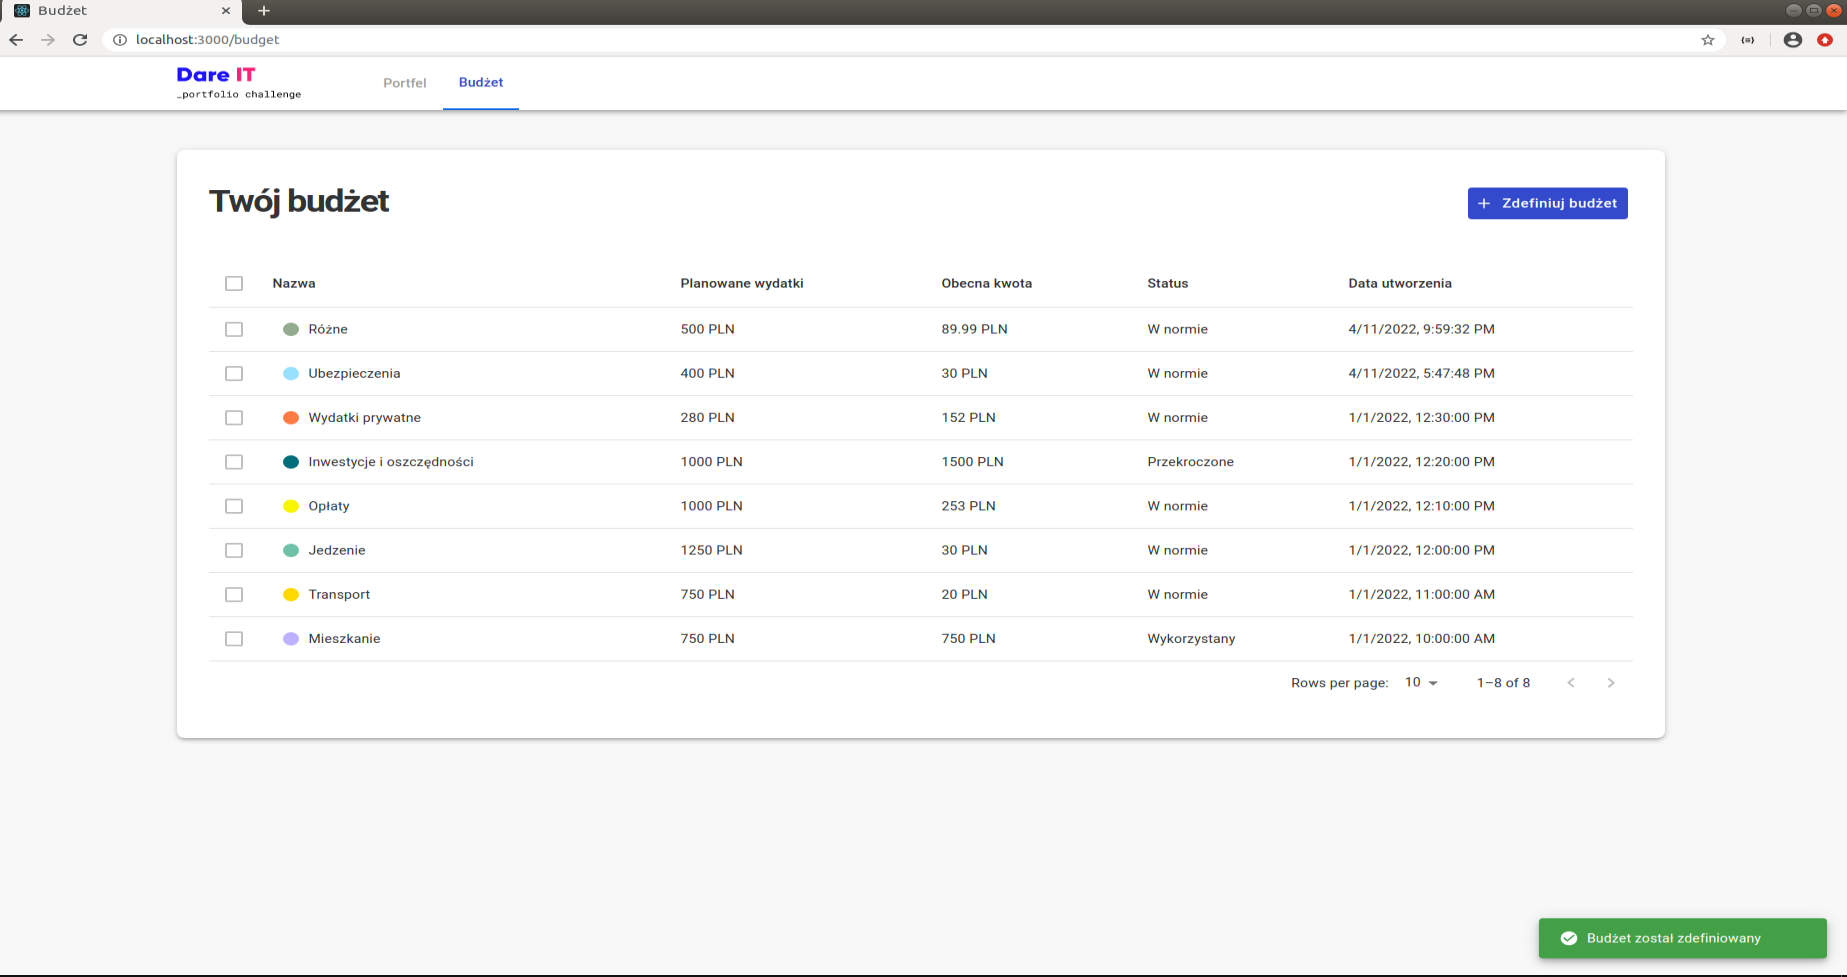 Budżet
localhost:3000/budget
Dare IT
_portfolio challenge
Portfel Budżet
Twój budżet
+ Zdefiniuj budżet
Nazwa Planowane wydatki Obecna kwota Status Data utworzenia
Różne 500 PLN 89.99 PLN W normie 4/11/2022, 9:59:32 PM
Ubezpieczenia 400 PLN 30 PLN W normie 4/11/2022, 5:47:48 PM
Wydatki prywatne 280 PLN 152 PLN W normie 1/1/2022, 12:30:00 PM
Inwestycje i oszczędności 1000 PLN 1500 PLN Przekroczone 1/1/2022, 12:20:00 PM
Opłaty 1000 PLN 253 PLN W normie 1/1/2022, 12:10:00 PM
Jedzenie 1250 PLN 30 PLN W normie 1/1/2022, 12:00:00 PM
Transport 750 PLN 20 PLN W normie 1/1/2022, 11:00:00 AM
Mieszkanie 750 PLN 750 PLN Wykorzystany 1/1/2022, 10:00:00 AM
Rows per page: 10 1–8 of 8
Budżet został zdefiniowany